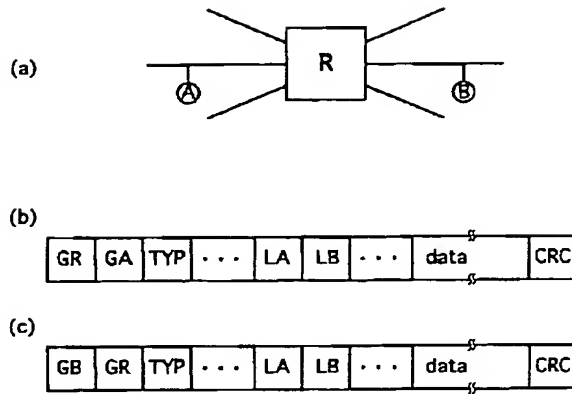 (a)
R
A
B
(b)
GR GA TYP ... LA LB ... data CRC
(c)
GB GR TYP ... LA LB ... data CRC